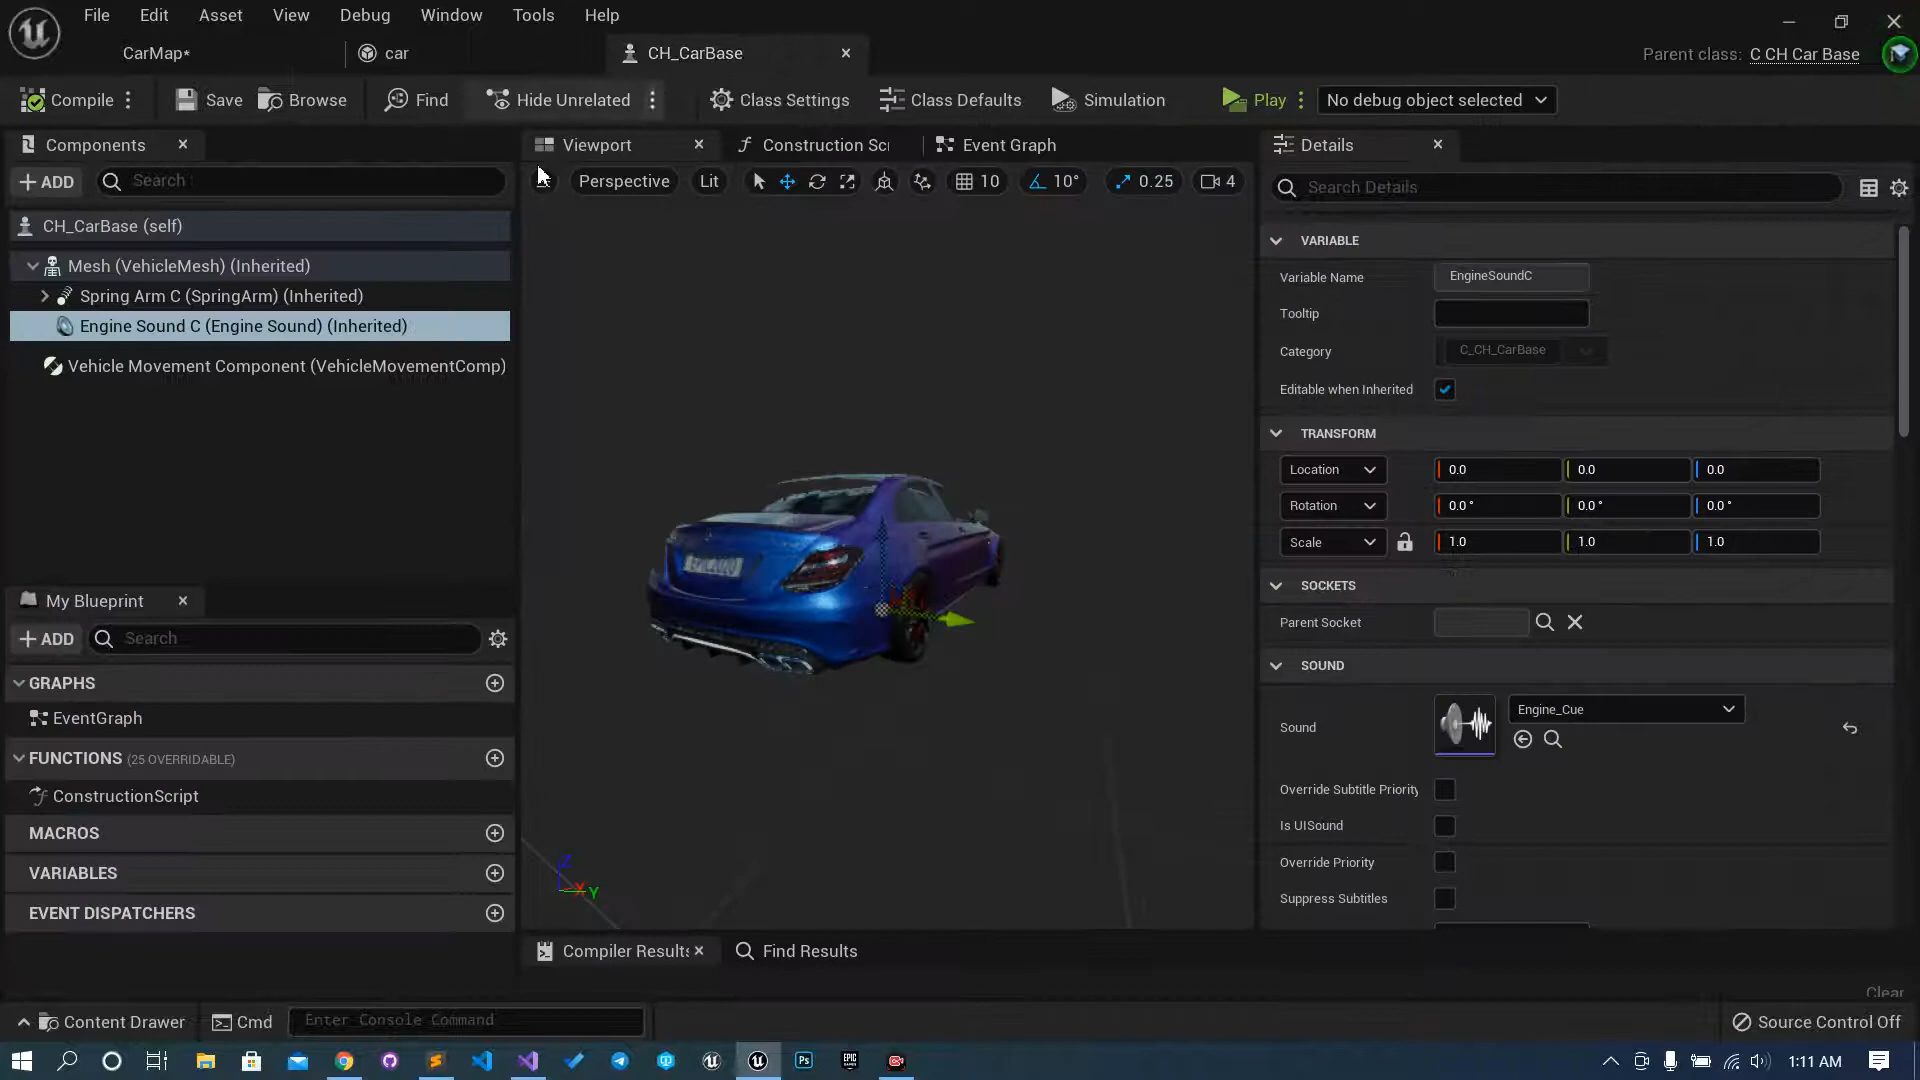 File Edit Asset View Debug Window Tools Help
CarMap* car CH_CarBase Parent class: C CH Car Base
Compile Save Browse Find Hide Unrelated Class Settings Class Defaults Simulation Play No debug object selected
Components Viewport Construction Scr Event Graph Details
ADD Search Perspective Lit 10 10° 0.25 4 Search Details
CH_CarBase (self)
Mesh (VehicleMesh) (Inherited)
Spring Arm C (SpringArm) (Inherited)
Engine Sound C (Engine Sound) (Inherited)
Vehicle Movement Component (VehicleMovementComp)
VARIABLE
Variable Name EngineSoundC
Tooltip
Category C_CH_CarBase
Editable when Inherited
TRANSFORM
Location 0.0 0.0 0.0
Rotation 0.0° 0.0° 0.0°
Scale 1.0 1.0 1.0
SOCKETS
Parent Socket
SOUND
Sound Engine_Cue
Override Subtitle Priority
Is UISound
Override Priority
Suppress Subtitles
EPIC2020
Z X Y
My Blueprint
ADD Search
GRAPHS
EventGraph
FUNCTIONS (25 OVERRIDABLE)
ConstructionScript
MACROS
VARIABLES
EVENT DISPATCHERS
Compiler Results Find Results
Clear
Content Drawer Cmd Enter Console Command Source Control Off
Ps EPIC GAMES 1:11 AM